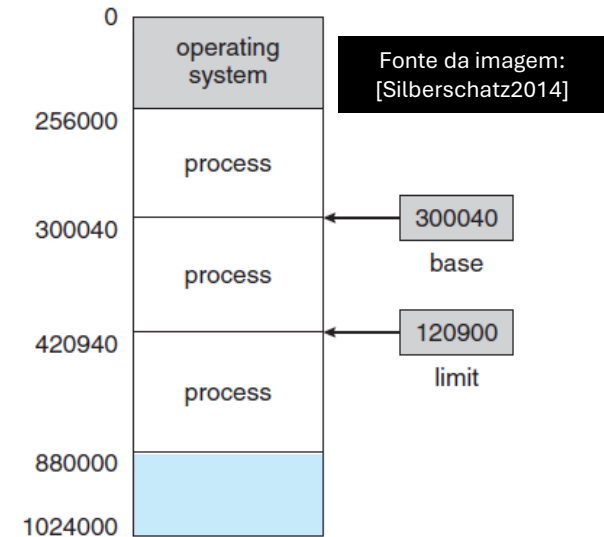 0
operating
system
Fonte da imagem:
[Silberschatz2014]
256000
process
300040
300040
base
process
420940
120900
limit
process
880000
1024000